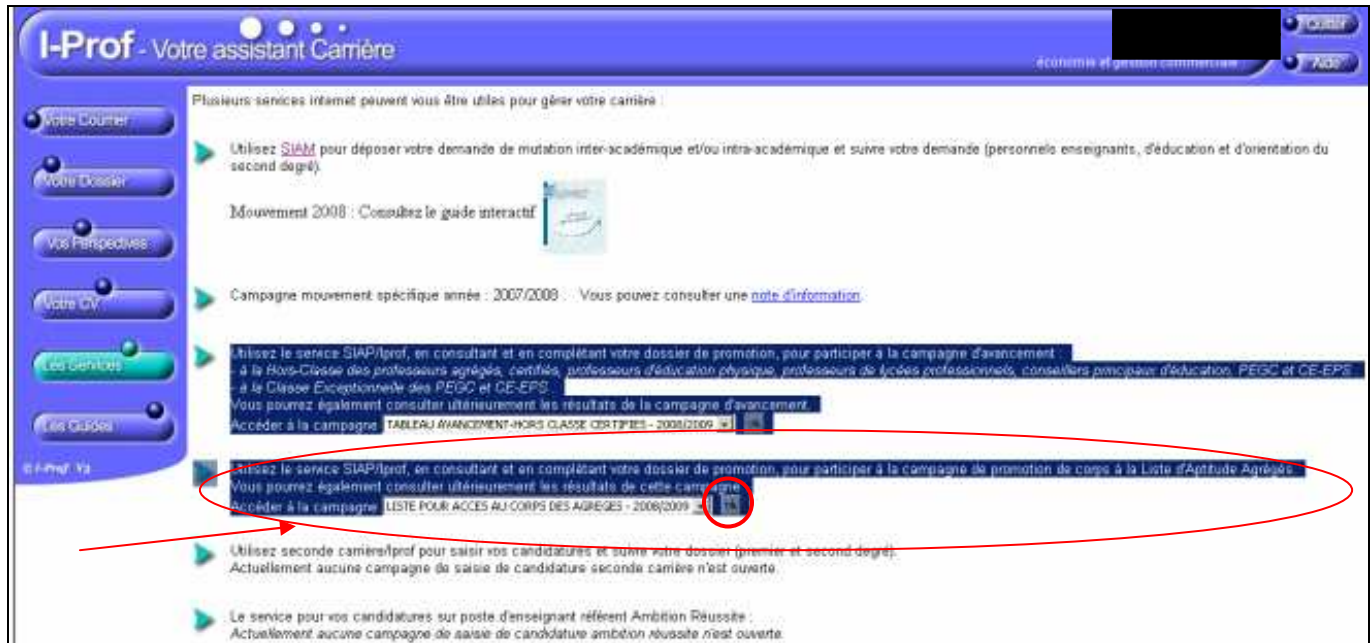 I-Prof - Votre assistant Carrière
Quitter
économie et gestion commerciale
Aide
Votre Courrier
Votre Dossier
Vos Perspectives
Votre CV
Les Services
Les Guides
© I-Prof V3
Plusieurs services internet peuvent vous être utiles pour gérer votre carrière :
Utilisez SIAM pour déposer votre demande de mutation inter-académique et/ou intra-académique et suivre votre demande (personnels enseignants, d'éducation et d'orientation du
second degré).
Mouvement 2008 : Consultez le guide interactif
Campagne mouvement spécifique année : 2007/2008 : Vous pouvez consulter une note d'information.
Utilisez le service SIAP/Iprof, en consultant et en complétant votre dossier de promotion, pour participer à la campagne d'avancement :
- à la Hors-Classe des professeurs agrégés, certifiés, professeurs d'éducation physique, professeurs de lycées professionnels, conseillers principaux d'éducation, PEGC et CE-EPS
- à la Classe Exceptionnelle des PEGC et CE-EPS.
Vous pourrez également consulter ultérieurement les résultats de la campagne d'avancement.
Accéder à la campagne TABLEAU AVANCEMENT-HORS CLASSE CERTIFIES - 2008/2009
Utilisez le service SIAP/Iprof, en consultant et en complétant votre dossier de promotion, pour participer à la campagne de promotion de corps à la Liste d'Aptitude Agrégés.
Vous pourrez également consulter ultérieurement les résultats de cette campagne.
Accéder à la campagne LISTE POUR ACCES AU CORPS DES AGREGES - 2008/2009
Utilisez seconde carrière/Iprof pour saisir vos candidatures et suivre votre dossier (premier et second degré).
Actuellement aucune campagne de saisie de candidature seconde carrière n'est ouverte.
Le service pour vos candidatures sur poste d'enseignant référent Ambition Réussite :
Actuellement aucune campagne de saisie de candidature ambition réussite n'est ouverte.